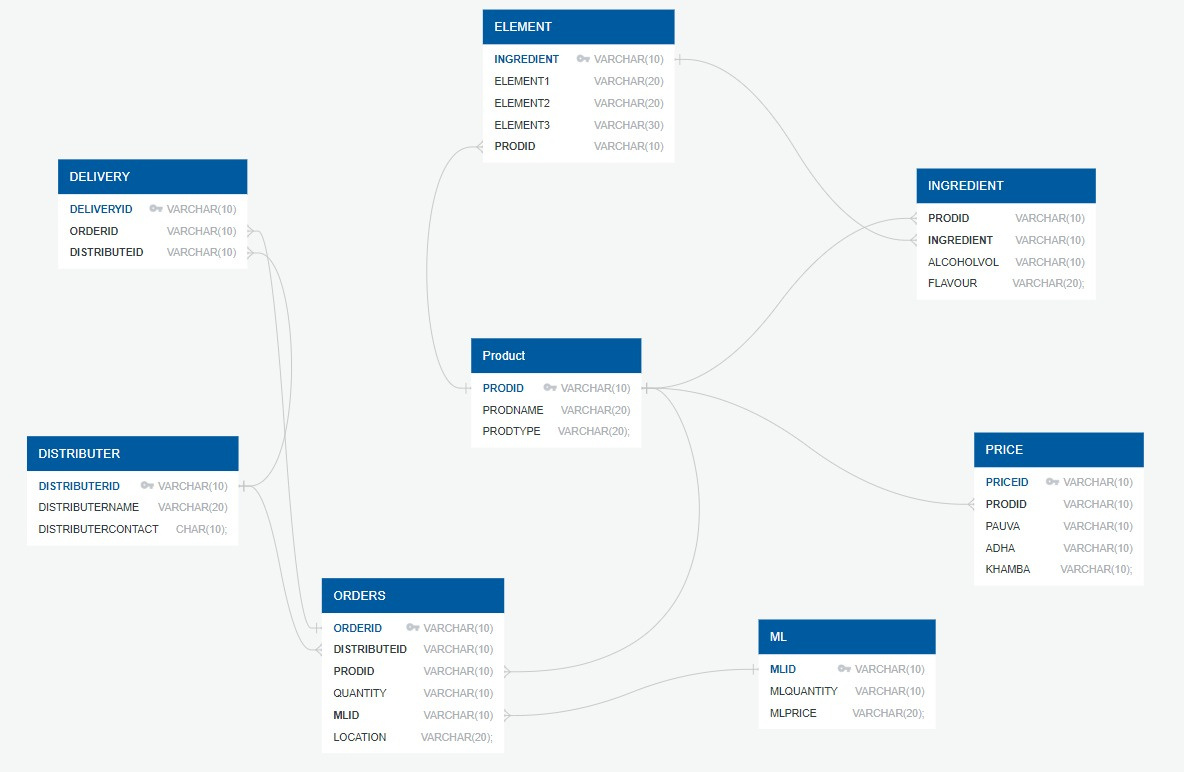 ELEMENT
INGREDIENT VARCHAR(10)
ELEMENT1 VARCHAR(20)
ELEMENT2 VARCHAR(20)
ELEMENT3 VARCHAR(30)
PRODID VARCHAR(10)
DELIVERY
DELIVERYID VARCHAR(10)
ORDERID VARCHAR(10)
DISTRIBUTEID VARCHAR(10)
INGREDIENT
PRODID VARCHAR(10)
INGREDIENT VARCHAR(10)
ALCOHOLVOL VARCHAR(10)
FLAVOUR VARCHAR(20);
Product
PRODID VARCHAR(10)
PRODNAME VARCHAR(20)
PRODTYPE VARCHAR(20);
DISTRIBUTER
DISTRIBUTERID VARCHAR(10)
DISTRIBUTERNAME VARCHAR(20)
DISTRIBUTERCONTACT CHAR(10);
PRICE
PRICEID VARCHAR(10)
PRODID VARCHAR(10)
PAUVA VARCHAR(10)
ADHA VARCHAR(10)
KHAMBA VARCHAR(10);
ORDERS
ORDERID VARCHAR(10)
DISTRIBUTEID VARCHAR(10)
PRODID VARCHAR(10)
QUANTITY VARCHAR(10)
MLID VARCHAR(10)
LOCATION VARCHAR(20);
ML
MLID VARCHAR(10)
MLQUANTITY VARCHAR(10)
MLPRICE VARCHAR(20);